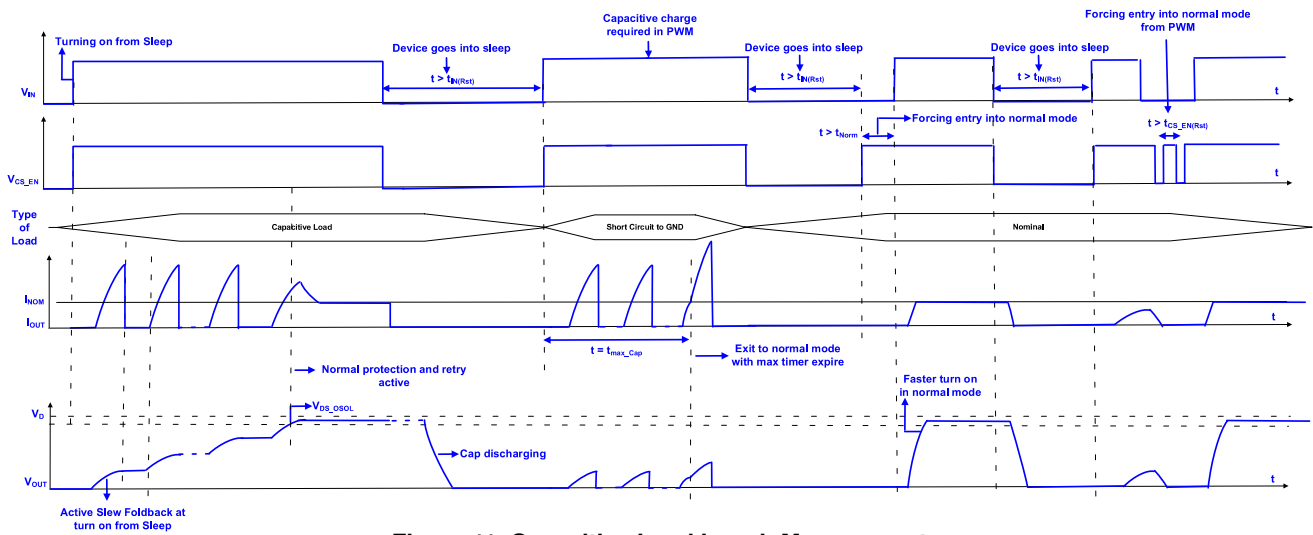 Turning on from Sleep
Device goes into sleep
t > tIN(Rst)
Capacitive charge
required in PWM
Device goes into sleep
t > tIN(Rst)
Device goes into sleep
t > tIN(Rst)
Forcing entry into normal mode
from PWM
VIN
t
t > tNorm
Forcing entry into normal mode
t > tCS_EN(Rst)
VCS_EN
t
Type
of
Load
Capacitive Load
Short Circuit to GND
Nominal
INOM
IOUT
t
t = tmax_Cap
Exit to normal mode
with max timer expire
Normal protection and retry
active
Faster turn on
in normal mode
VD
VDS_OSOL
Cap discharging
VOUT
t
Active Slew Foldback at
turn on from Sleep